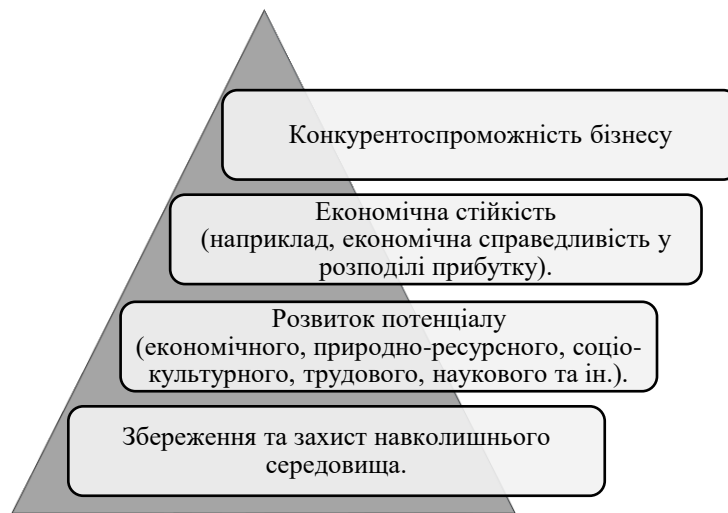 Конкурентоспроможність бізнесу
Економічна стійкість
(наприклад, економічна справедливість у
розподілі прибутку).
Розвиток потенціалу
(економічного, природно-ресурсного, соціо-
культурного, трудового, наукового та ін.).
Збереження та захист навколишнього
середовища.